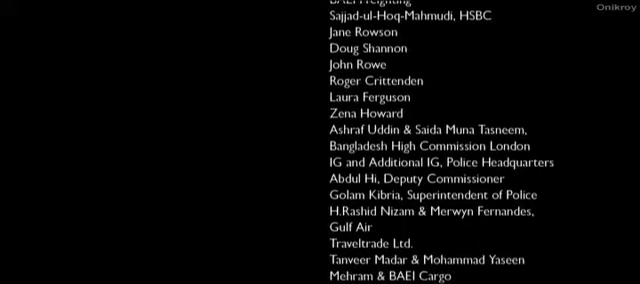 Onikroy
BAEI Freighting
Sajjad-ul-Hoq-Mahmudi, HSBC
Jane Rowson
Doug Shannon
John Rowe
Roger Crittenden
Laura Ferguson
Zena Howard
Ashraf Uddin & Saida Muna Tasneem,
Bangladesh High Commission London
IG and Additional IG, Police Headquarters
Abdul Hi, Deputy Commissioner
Golam Kibria, Superintendent of Police
H.Rashid Nizam & Merwyn Fernandes,
Gulf Air
Traveltrade Ltd.
Tanveer Madar & Mohammad Yaseen
Mehram & BAEI Cargo